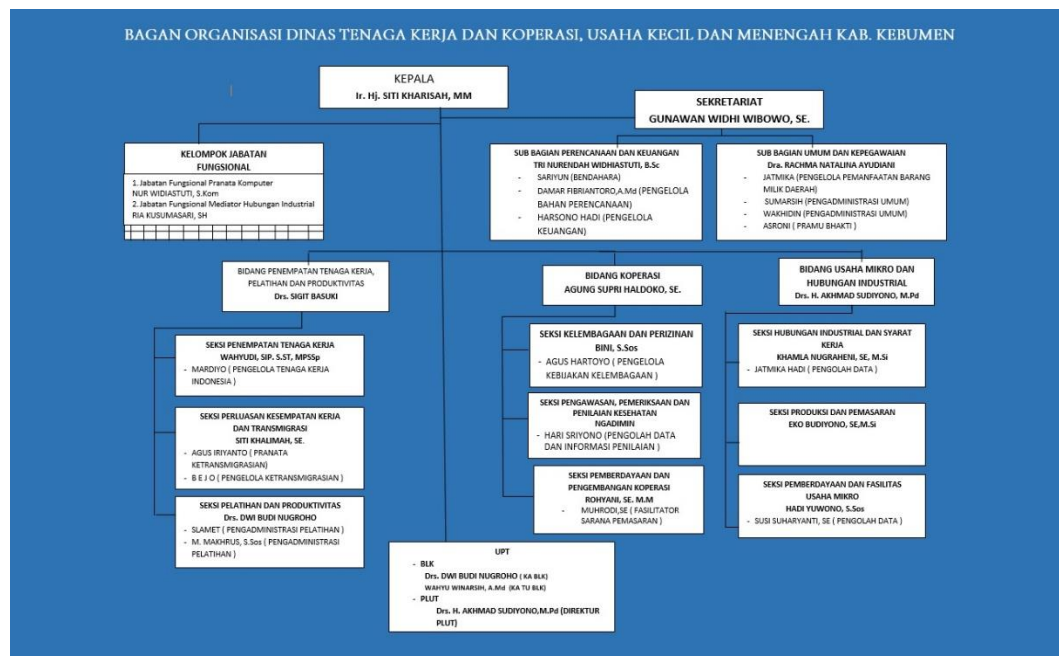 BAGAN ORGANISASI DINAS TENAGA KERJA DAN KOPERASI, USAHA KECIL DAN MENENGAH KAB. KEBUMEN
KEPALA
Ir. Hj. SITI KHARISAH, MM
SEKRETARIAT
GUNAWAN WIDHI WIBOWO, SE.
KELOMPOK JABATAN
FUNGSIONAL
1. Jabatan Fungsional Pranata Komputer
NUR WIDIASTUTI, S.Kom
2. Jabatan Fungsional Mediator Hubungan Industrial
RIA KUSUMASARI, SH
SUB BAGIAN PERENCANAAN DAN KEUANGAN
TRI NURENDAH WIDHIASTUTI, B.Sc
- SARIYUN (BENDAHARA)
- DAMAR FIBRIANTORO,A.Md (PENGELOLA
BAHAN PERENCANAAN)
- HARSONO HADI (PENGELOLA
KEUANGAN)
SUB BAGIAN UMUM DAN KEPEGAWAIAN
Dra. RACHMA NATALINA AYUDIANI
- JATMIKA (PENGELOLA PEMANFAATAN BARANG
MILIK DAERAH)
- SUMARSIH (PENGADMINISTRASI UMUM)
- WAKHIDIN (PENGADMINISTRASI UMUM)
- ASRONI ( PRAMU BHAKTI )
BIDANG PENEMPATAN TENAGA KERJA,
PELATIHAN DAN PRODUKTIVITAS
Drs. SIGIT BASUKI
SEKSI PENEMPATAN TENAGA KERJA
WAHYUDI, SIP. S.ST, MPSSp
- MARDIYO ( PENGELOLA TENAGA KERJA
INDONESIA )
SEKSI PERLUASAN KESEMPATAN KERJA
DAN TRANSMIGRASI
SITI KHALIMAH, SE.
- AGUS IRIYANTO ( PRANATA
KETRANSMIGRASIAN)
- B E J O ( PENGELOLA KETRANSMIGRASIAN )
SEKSI PELATIHAN DAN PRODUKTIVITAS
Drs. DWI BUDI NUGROHO
- SLAMET ( PENGADMINISTRASI PELATIHAN )
- M. MAKHRUS, S.Sos ( PENGADMINISTRASI
PELATIHAN )
BIDANG KOPERASI
AGUNG SUPRI HALDOKO, SE.
SEKSI KELEMBAGAAN DAN PERIZINAN
BINI, S.Sos
- AGUS HARTOYO ( PENGELOLA
KEBIJAKAN KELEMBAGAAN )
SEKSI PENGAWASAN, PEMERIKSAAN DAN
PENILAIAN KESEHATAN
NGADIMIN
- HARI SRIYONO (PENGOLAH DATA
DAN INFORMASI PENILAIAN )
SEKSI PEMBERDAYAAN DAN
PENGEMBANGAN KOPERASI
ROHYANI, SE. M.M
- MUHRODI,SE ( FASILITATOR
SARANA PEMASARAN )
BIDANG USAHA MIKRO DAN
HUBUNGAN INDUSTRIAL
Drs. H. AKHMAD SUDIYONO, M.Pd
SEKSI HUBUNGAN INDUSTRIAL DAN SYARAT
KERJA
KHAMLA NUGRAHENI, SE, M.Si
- JATMIKA HADI ( PENGOLAH DATA )
SEKSI PRODUKSI DAN PEMASARAN
EKO BUDIYONO, SE,M.Si
SEKSI PEMBERDAYAAN DAN FASILITAS
USAHA MIKRO
HADI YUWONO, S.Sos
- SUSI SUHARYANTI, SE ( PENGOLAH DATA )
UPT
- BLK
Drs. DWI BUDI NUGROHO ( KA BLK)
WAHYU WINARSIH, A.Md (KA TU BLK)
- PLUT
Drs. H. AKHMAD SUDIYONO,M.Pd (DIREKTUR
PLUT)